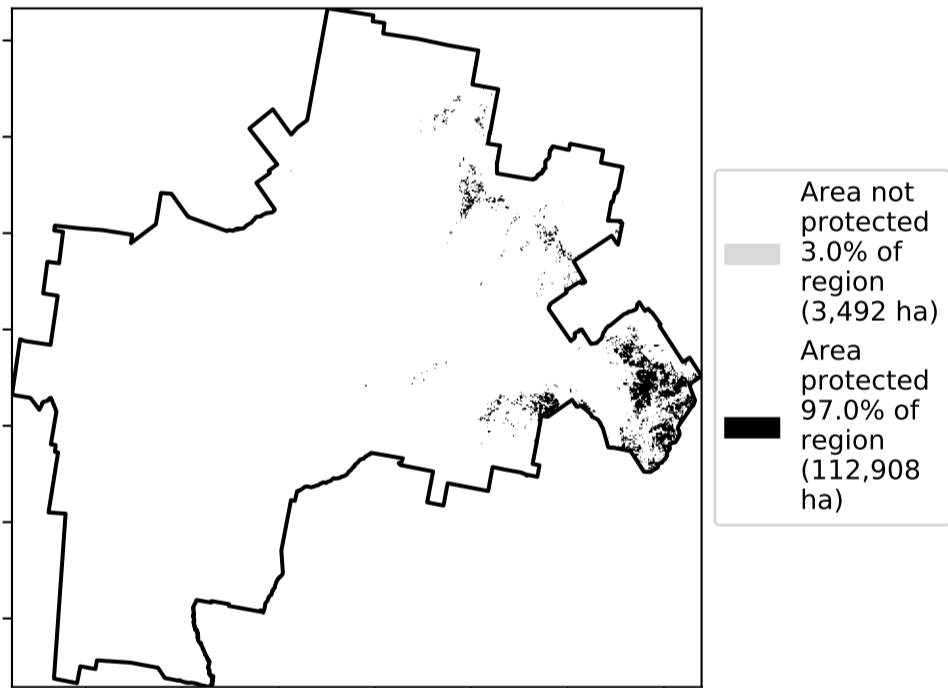 Area not
protected
3.0% of
region
(3,492 ha)
Area
protected
97.0% of
region
(112,908
ha)